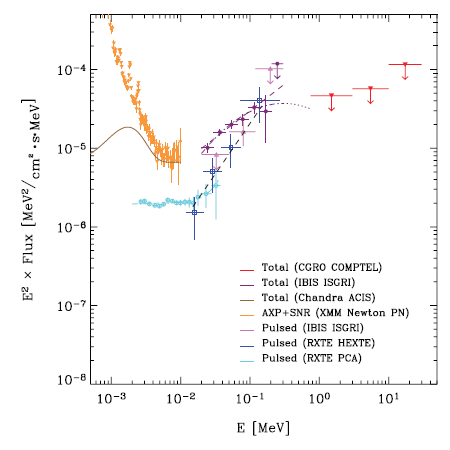 10⁻⁴
10⁻⁵
10⁻⁶
10⁻⁷
10⁻⁸
E² × Flux [MeV²/cm²·s·MeV]
Total (CGRO COMPTEL)
Total (IBIS ISGRI)
Total (Chandra ACIS)
AXP+SNR (XMM Newton PN)
Pulsed (IBIS ISGRI)
Pulsed (RXTE HEXTE)
Pulsed (RXTE PCA)
10⁻³ 10⁻² 10⁻¹ 10⁰ 10¹
E [MeV]